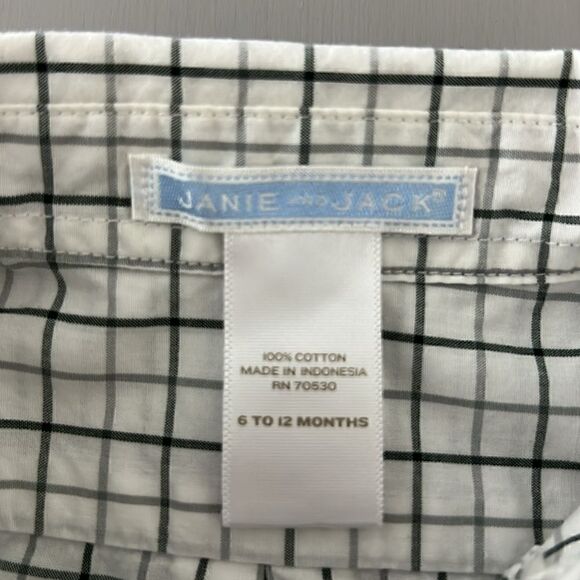 JANIE AND JACK®
100% COTTON
MADE IN INDONESIA
RN 70530
6 TO 12 MONTHS